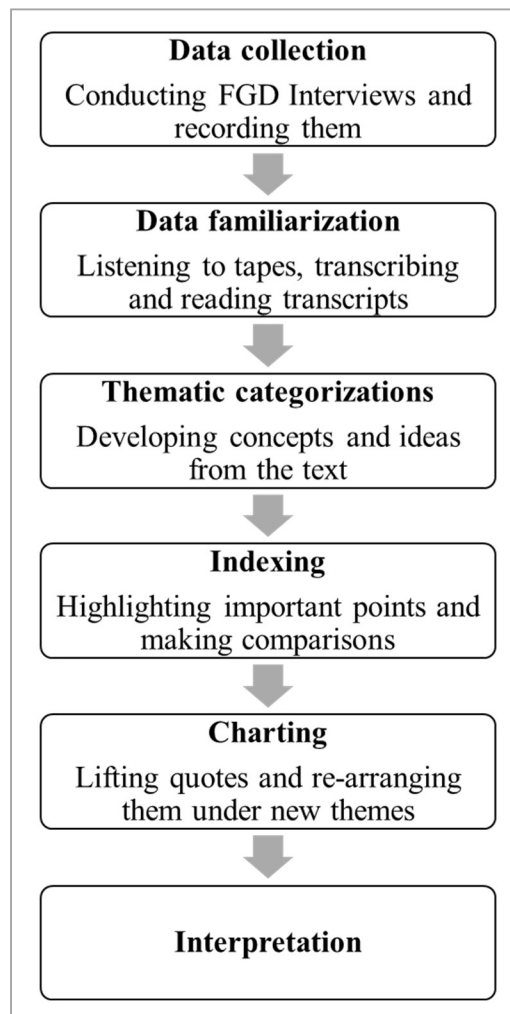 Data collection
Conducting FGD Interviews and
recording them
Data familiarization
Listening to tapes, transcribing
and reading transcripts
Thematic categorizations
Developing concepts and ideas
from the text
Indexing
Highlighting important points and
making comparisons
Charting
Lifting quotes and re-arranging
them under new themes
Interpretation